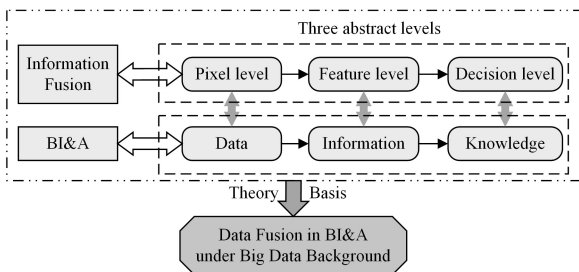 Three abstract levels
Information
Fusion
Pixel level
Feature level
Decision level
BI&A
Data
Information
Knowledge
Theory Basis
Data Fusion in BI&A
under Big Data Background